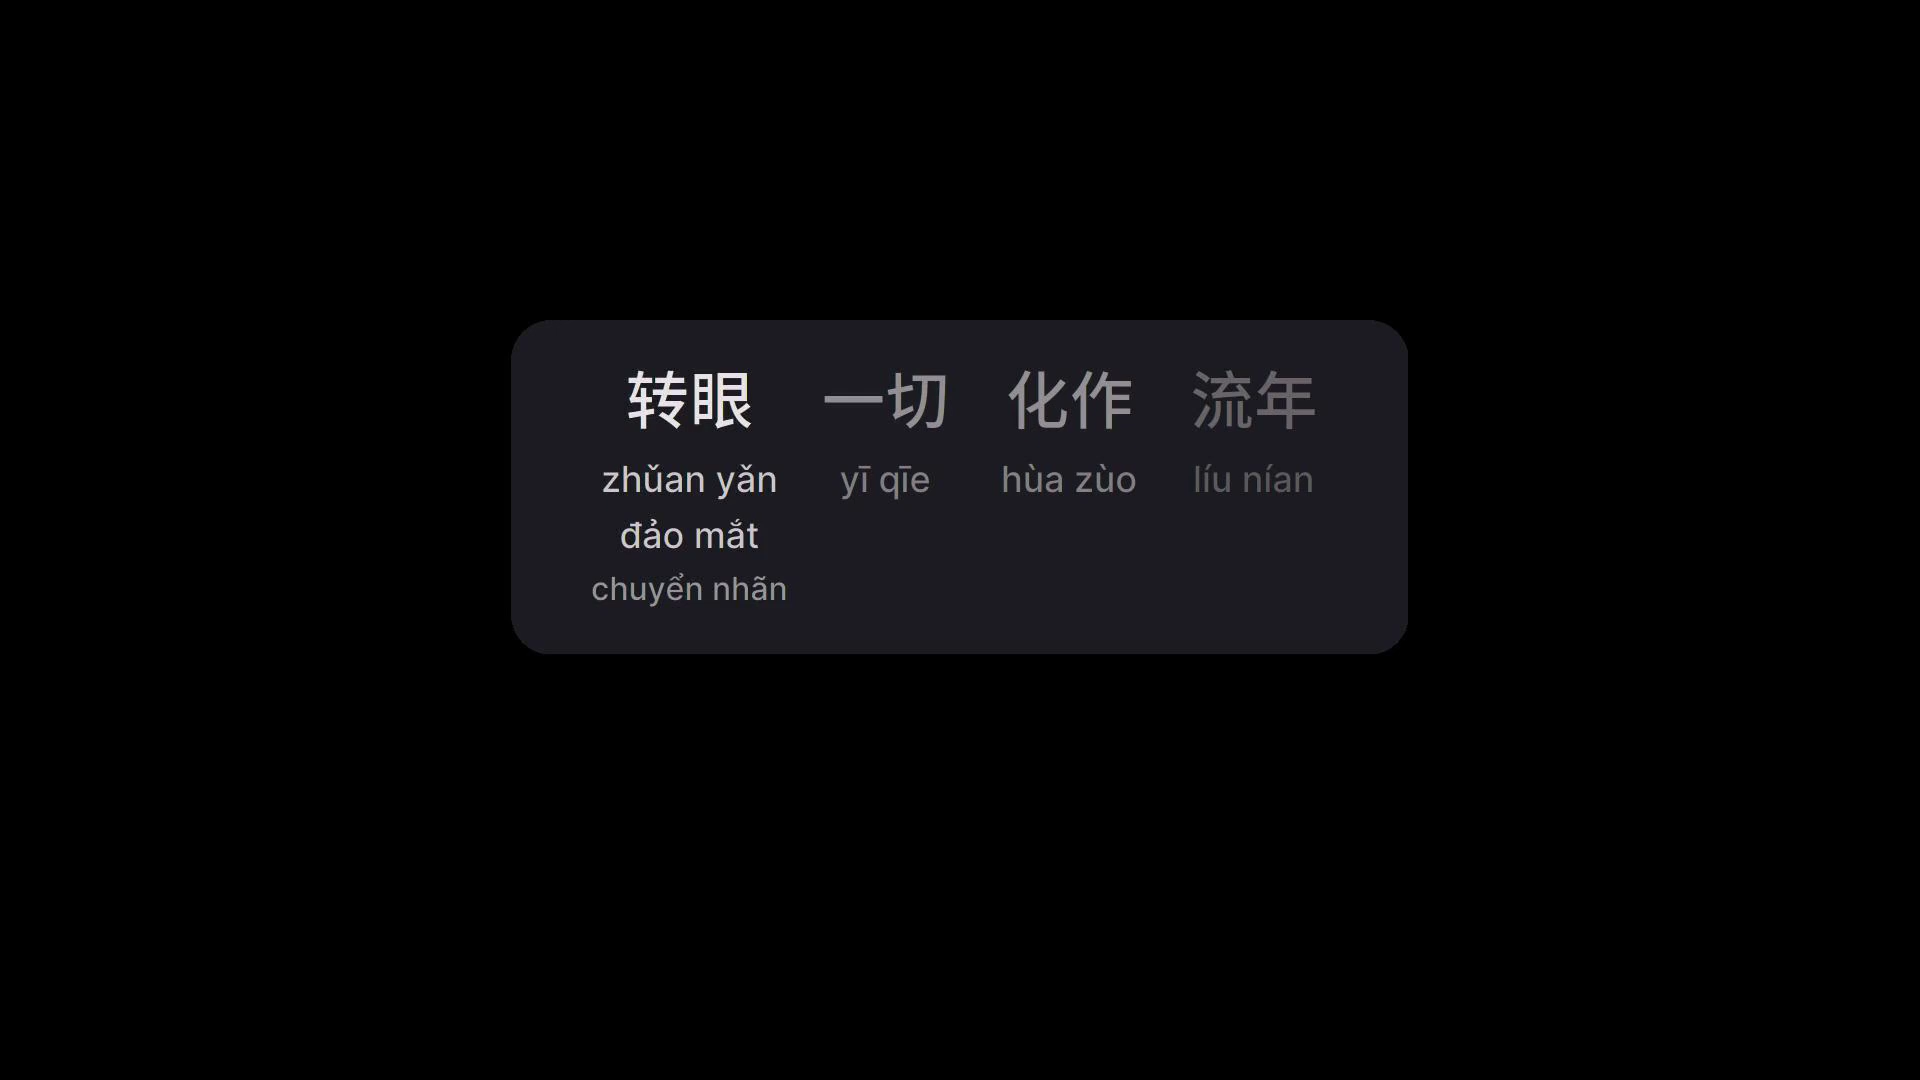 转眼 一切 化作 流年
zhǔan yǎn yī qīe hùa zùo líu nían
đảo mắt
chuyển nhãn